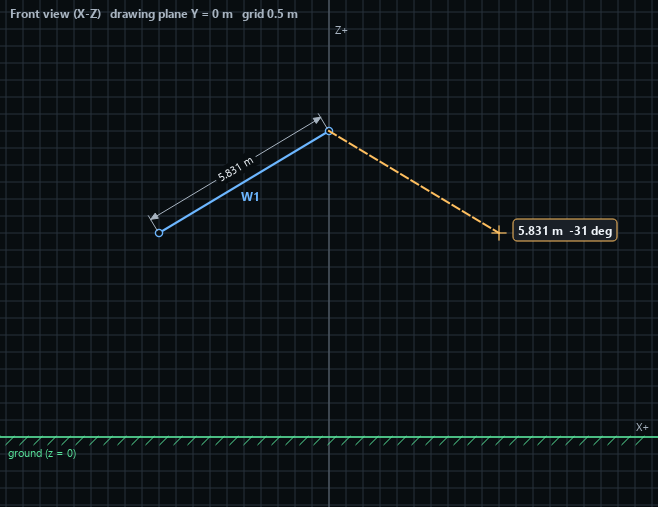 Front view (X-Z)   drawing plane Y = 0 m   grid 0.5 m
Z+
5.831 m
W1
5.831 m  -31 deg
X+
ground (z = 0)